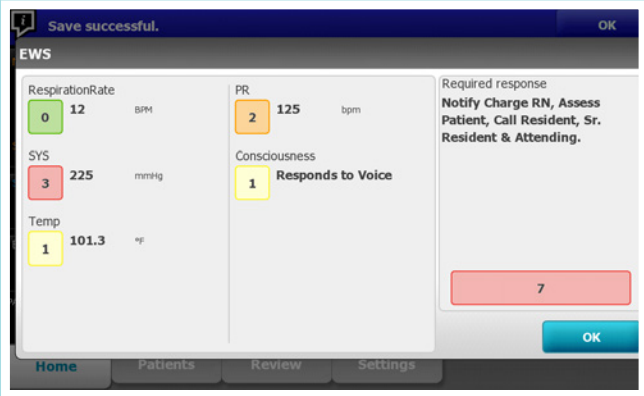 Save successful.
OK
EWS
RespirationRate
0 12 BPM
SYS
3 225 mmHg
Temp
1 101.3 °F
PR
2 125 bpm
Consciousness
1 Responds to Voice
Required response
Notify Charge RN, Assess
Patient, Call Resident, Sr.
Resident & Attending.
7
OK
Home Patients Review Settings